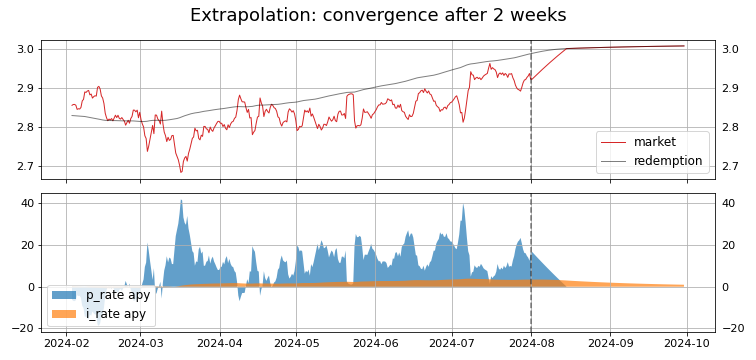 Extrapolation: convergence after 2 weeks
3.0
3.0
2.9
2.9
2.8
2.8
2.7
2.7
market
redemption
40
40
20
20
0
0
−20
−20
p_rate apy
i_rate apy
2024-02 2024-03 2024-04 2024-05 2024-06 2024-07 2024-08 2024-09 2024-10